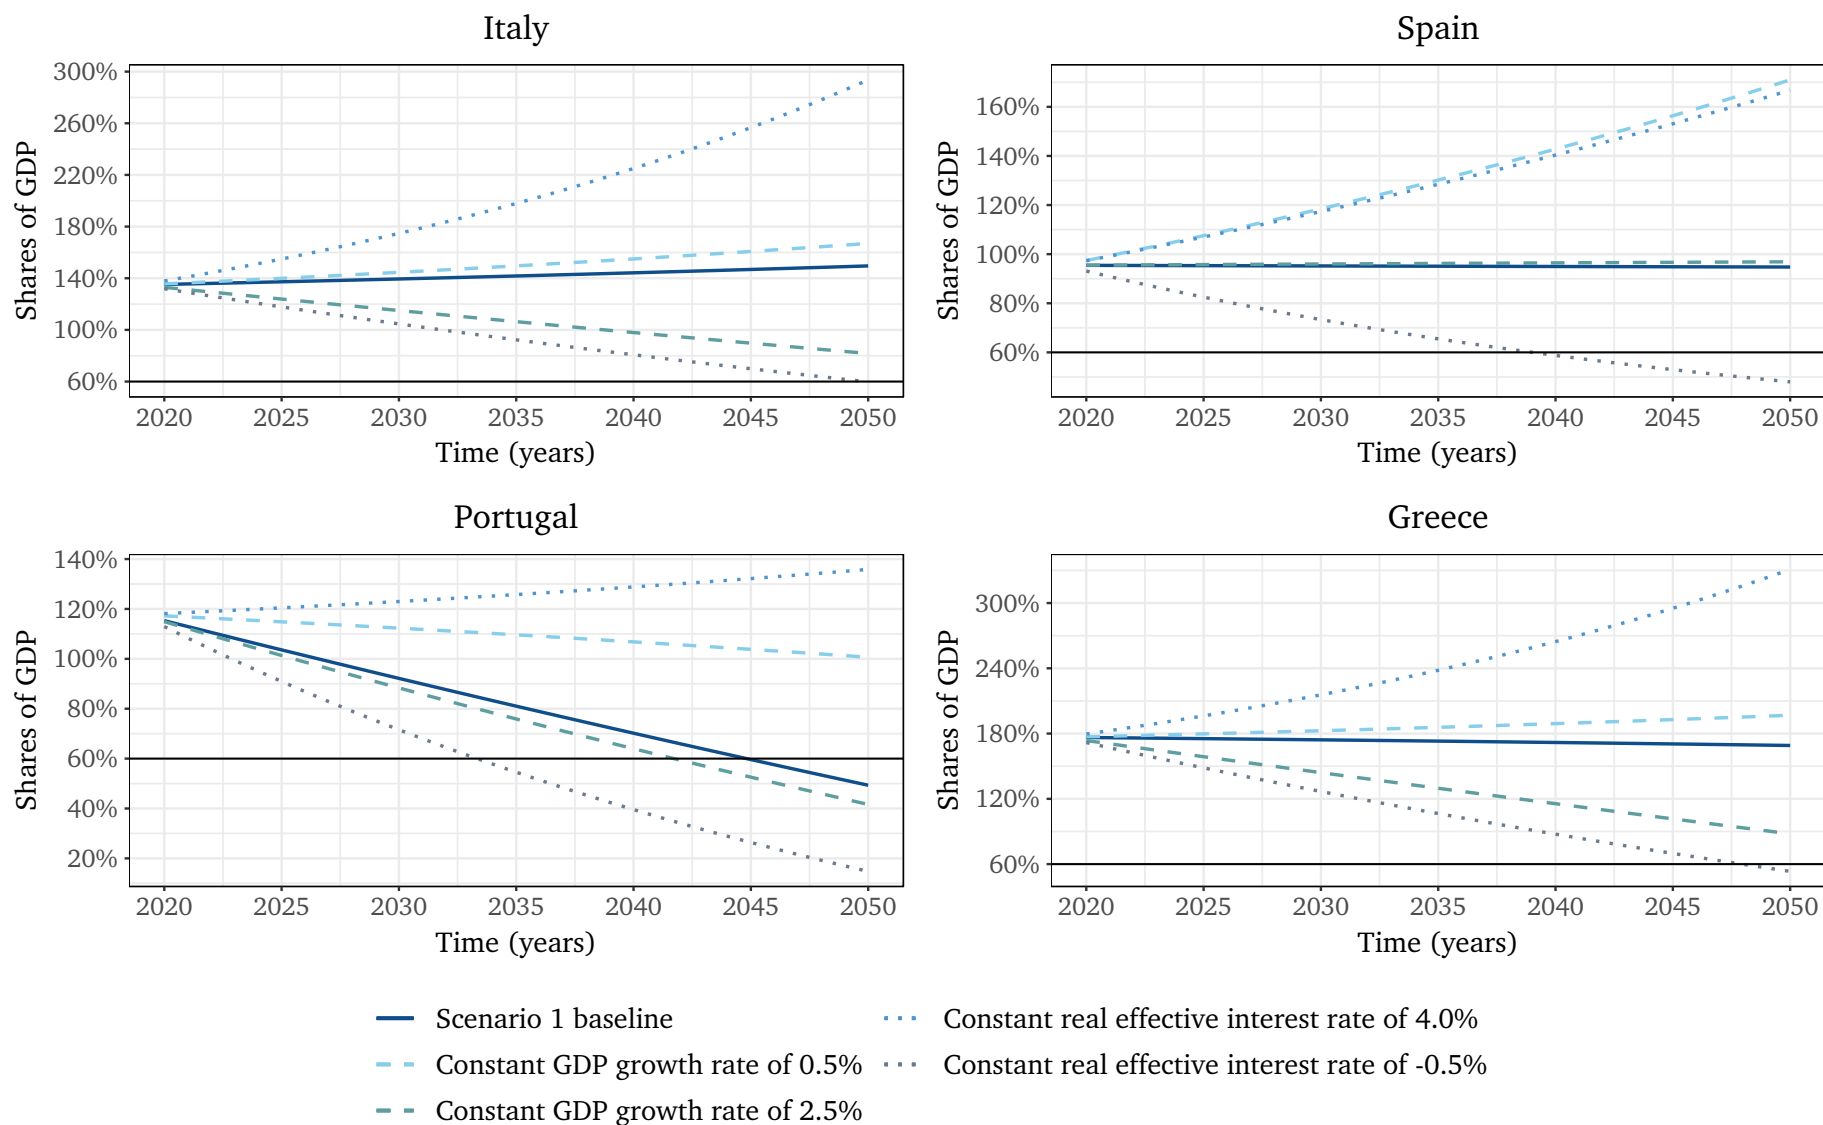 Italy
300%
260%
220%
180%
140%
100%
60%
Shares of GDP
2020 2025 2030 2035 2040 2045 2050
Time (years)
Spain
160%
140%
120%
100%
80%
60%
Shares of GDP
2020 2025 2030 2035 2040 2045 2050
Time (years)
Portugal
140%
120%
100%
80%
60%
40%
20%
Shares of GDP
2020 2025 2030 2035 2040 2045 2050
Time (years)
Greece
300%
240%
180%
120%
60%
Shares of GDP
2020 2025 2030 2035 2040 2045 2050
Time (years)
Scenario 1 baseline
Constant GDP growth rate of 0.5%
Constant GDP growth rate of 2.5%
Constant real effective interest rate of 4.0%
Constant real effective interest rate of -0.5%